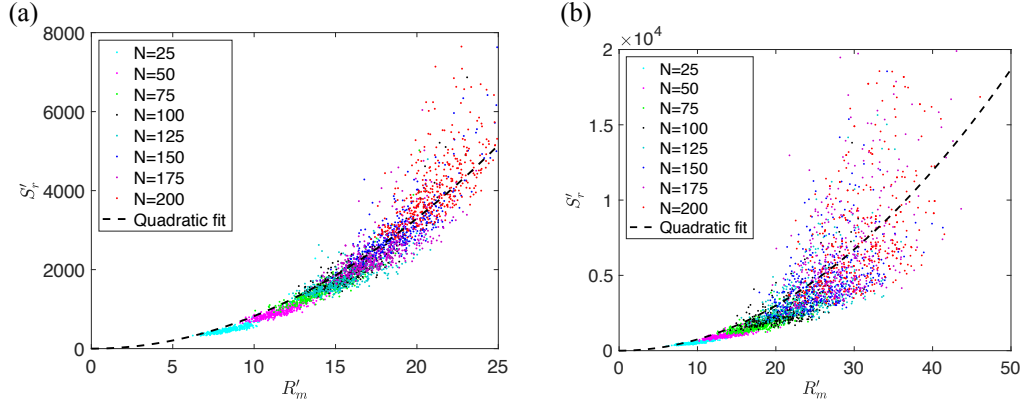 (a)
8000
6000
4000
2000
0
S′r
N=25
N=50
N=75
N=100
N=125
N=150
N=175
N=200
Quadratic fit
0 5 10 15 20 25
R′m
(b)
×10⁴
2
1.5
1
0.5
0
S′r
N=25
N=50
N=75
N=100
N=125
N=150
N=175
N=200
Quadratic fit
0 10 20 30 40 50
R′m